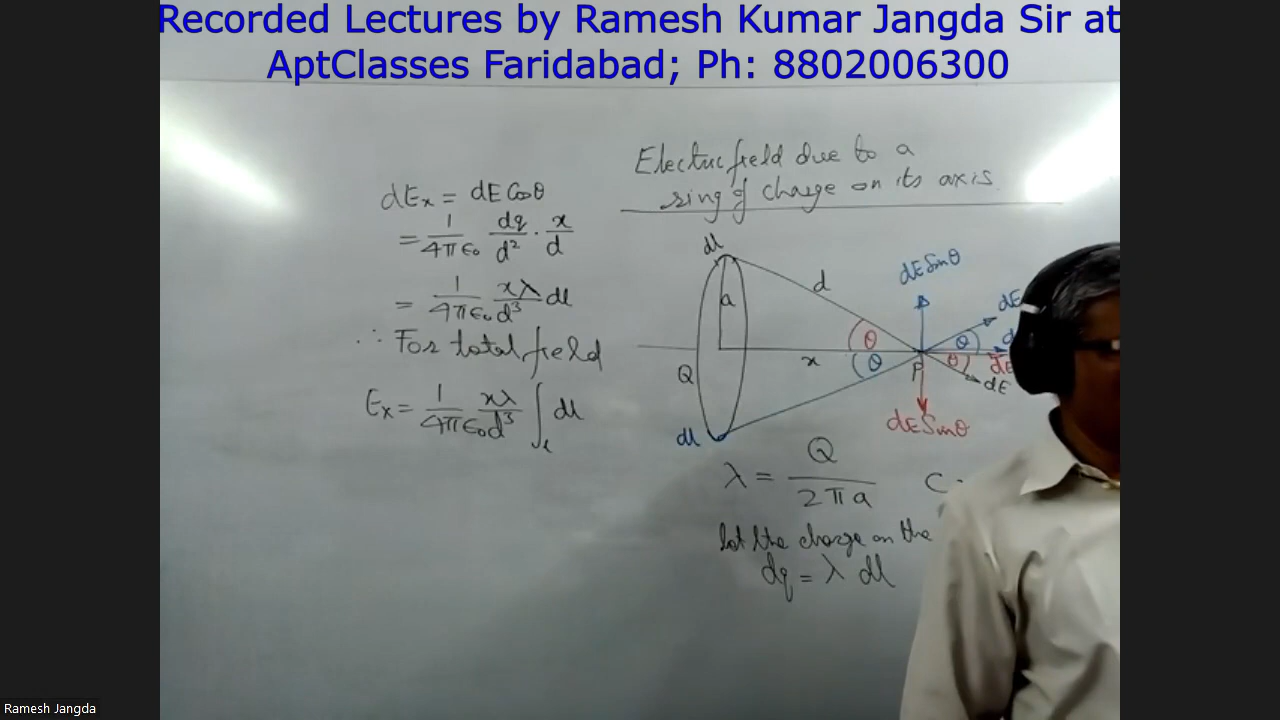 Recorded Lectures by Ramesh Kumar Jangda Sir at
AptClasses Faridabad; Ph: 8802006300
Electric field due to a
ring of charge on its axis
dEx = dE Cosθ
= 1/4πε₀ dq/d² · x/d
= 1/4πε₀ xλ/d³ dl
∴ For total field
Ex = 1/4πε₀ xλ/d³ ∫l dl
dl
a
d
Q
x
θ
θ
P
dl
dE Sinθ
dE
θ
θ
dE
dE
dE Sinθ
λ = Q/2πa C
let the charge on the
dq = λ dl
Ramesh Jangda